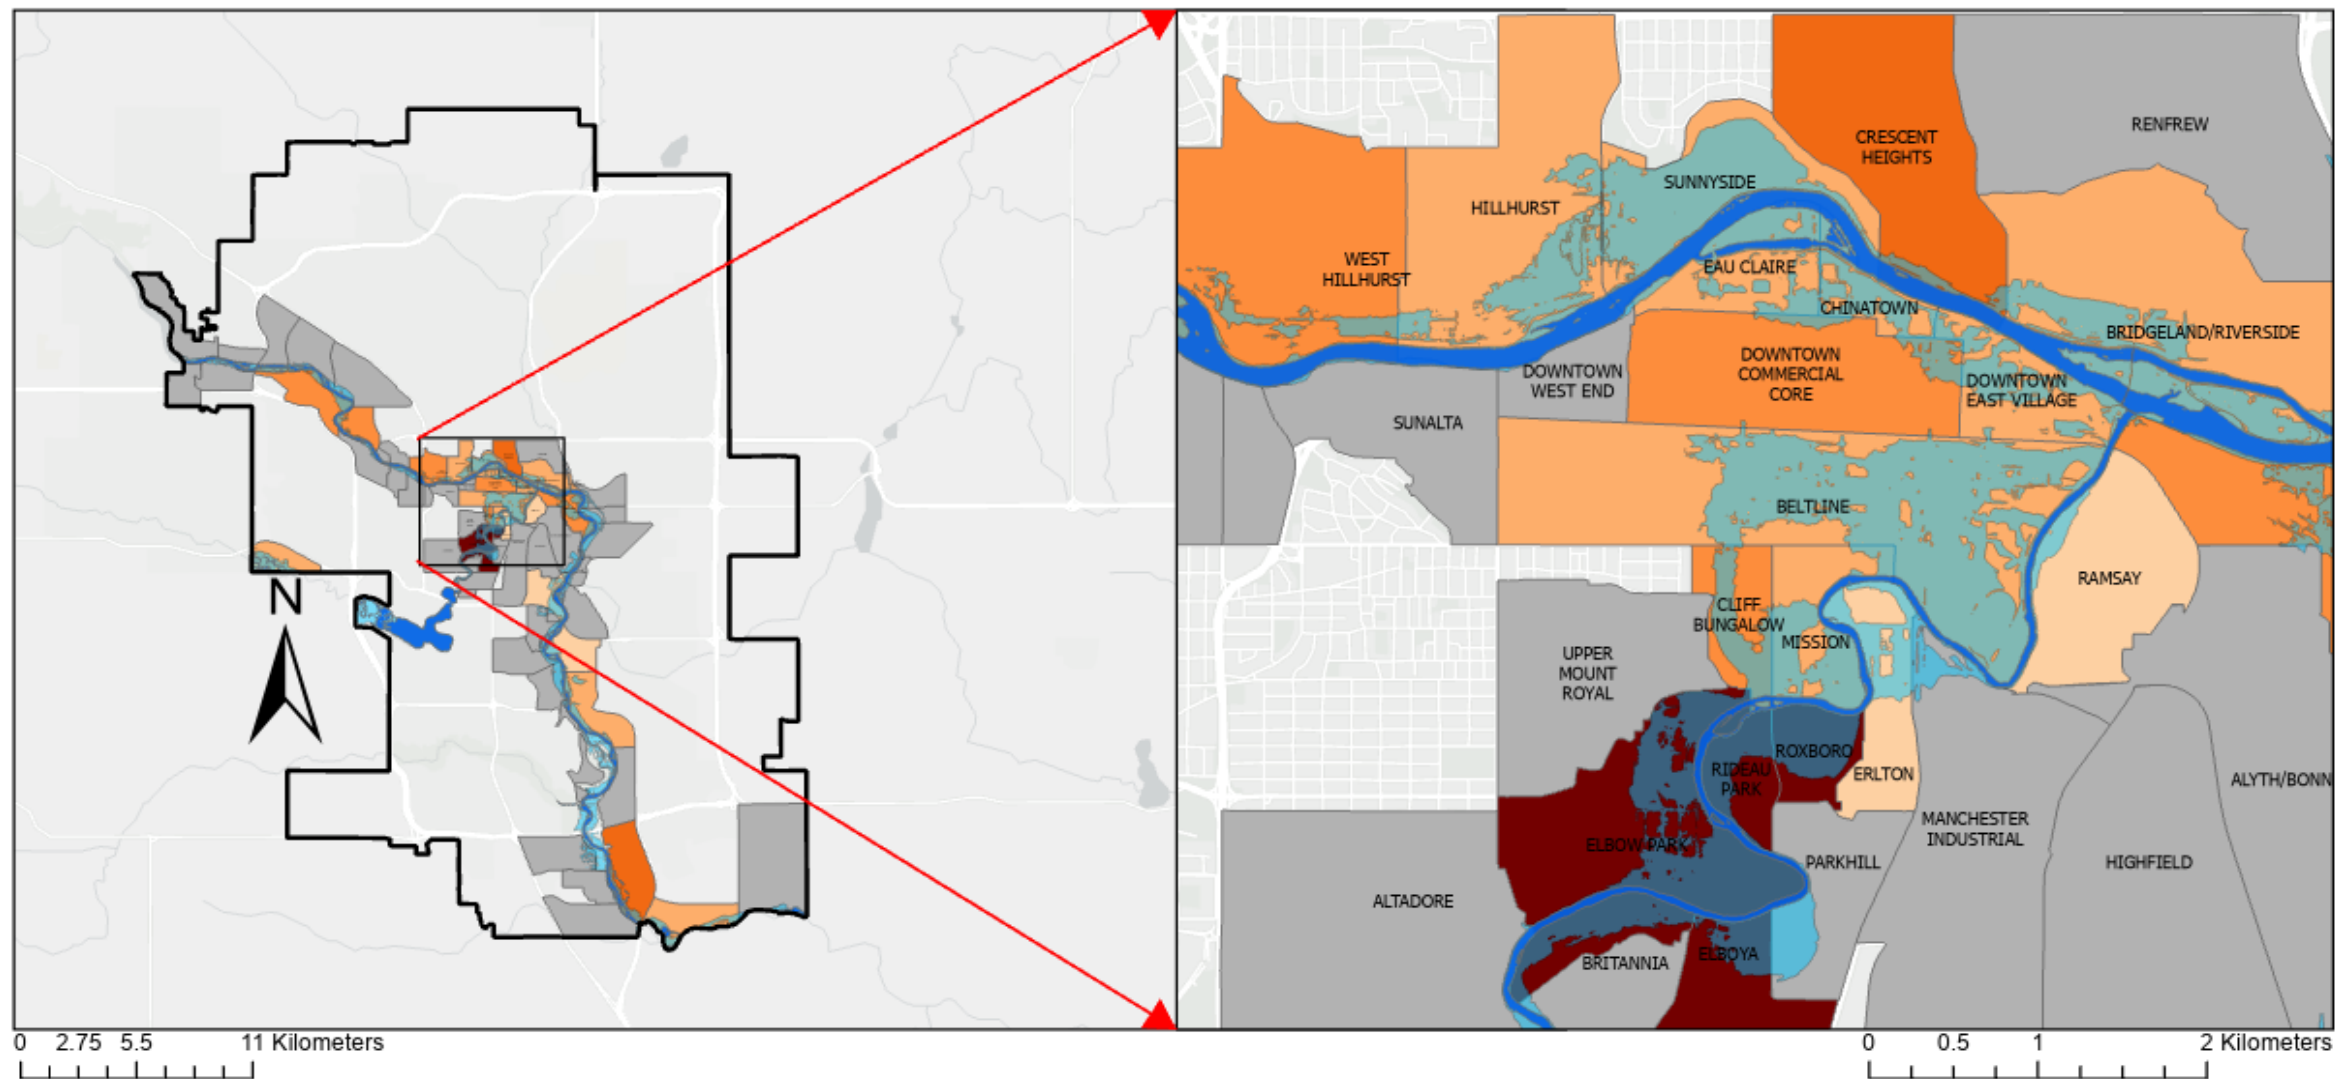 CRESCENT
HEIGHTS
RENFREW
SUNNYSIDE
HILLHURST
WEST
HILLHURST
EAU CLAIRE
CHINATOWN
BRIDGELAND/RIVERSIDE
DOWNTOWN
COMMERCIAL
CORE
DOWNTOWN
WEST END
DOWNTOWN
EAST VILLAGE
SUNALTA
BELTLINE
RAMSAY
CLIFF
BUNGALOW
MISSION
UPPER
MOUNT
ROYAL
ROXBORO
RIDEAU
PARK
ERLTON
ALYTH/BONN
MANCHESTER
INDUSTRIAL
ELBOW PARK
PARKHILL
HIGHFIELD
ALTADORE
ELBOYA
BRITANNIA
N
0 2.75 5.5 11 Kilometers
0 0.5 1 2 Kilometers